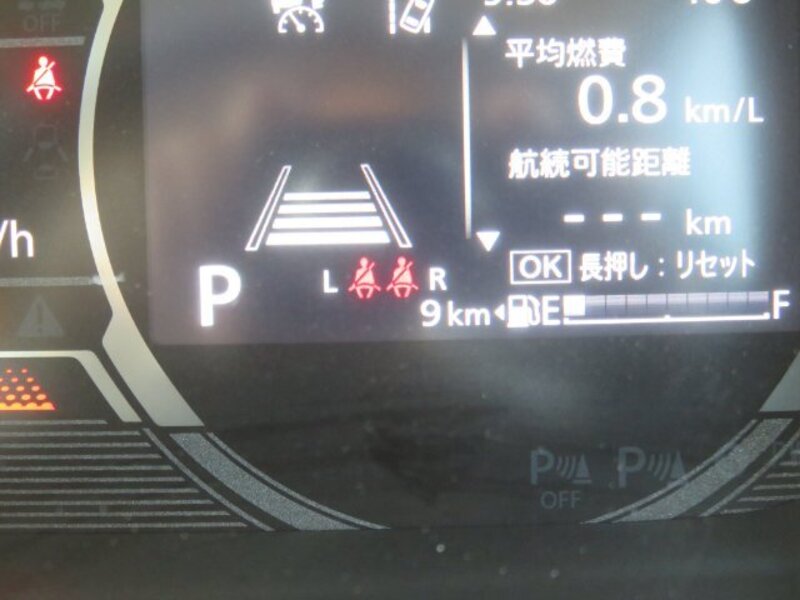 OFF
平均燃費
0.8 km/L
航続可能距離
--- km
/h
OK 長押し：リセット
P
L R
9km E F
P P
OFF